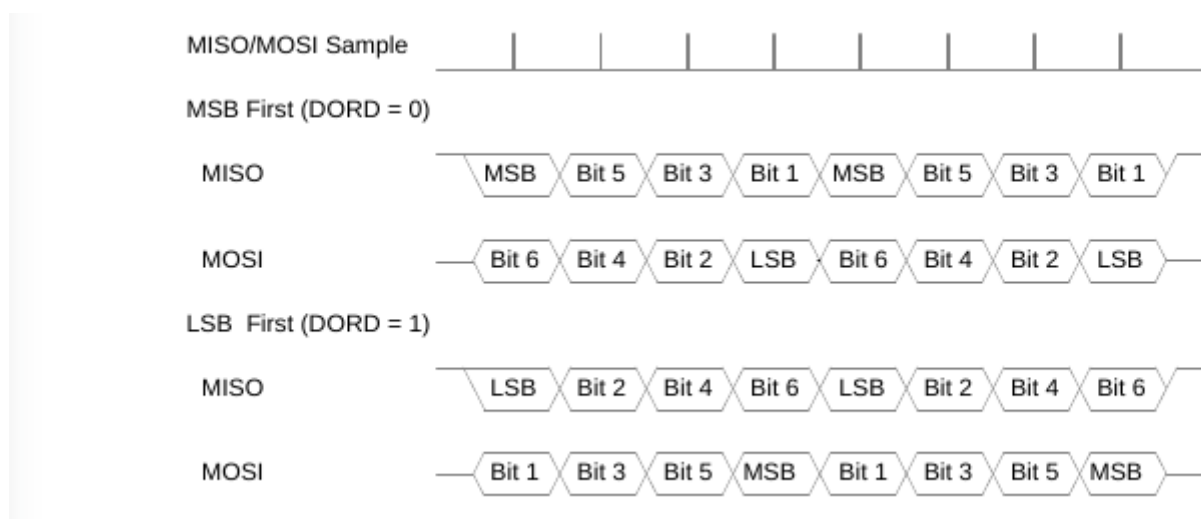 MISO/MOSI Sample
MSB First (DORD = 0)
MISO MSB Bit 5 Bit 3 Bit 1 MSB Bit 5 Bit 3 Bit 1
MOSI Bit 6 Bit 4 Bit 2 LSB Bit 6 Bit 4 Bit 2 LSB
LSB First (DORD = 1)
MISO LSB Bit 2 Bit 4 Bit 6 LSB Bit 2 Bit 4 Bit 6
MOSI Bit 1 Bit 3 Bit 5 MSB Bit 1 Bit 3 Bit 5 MSB